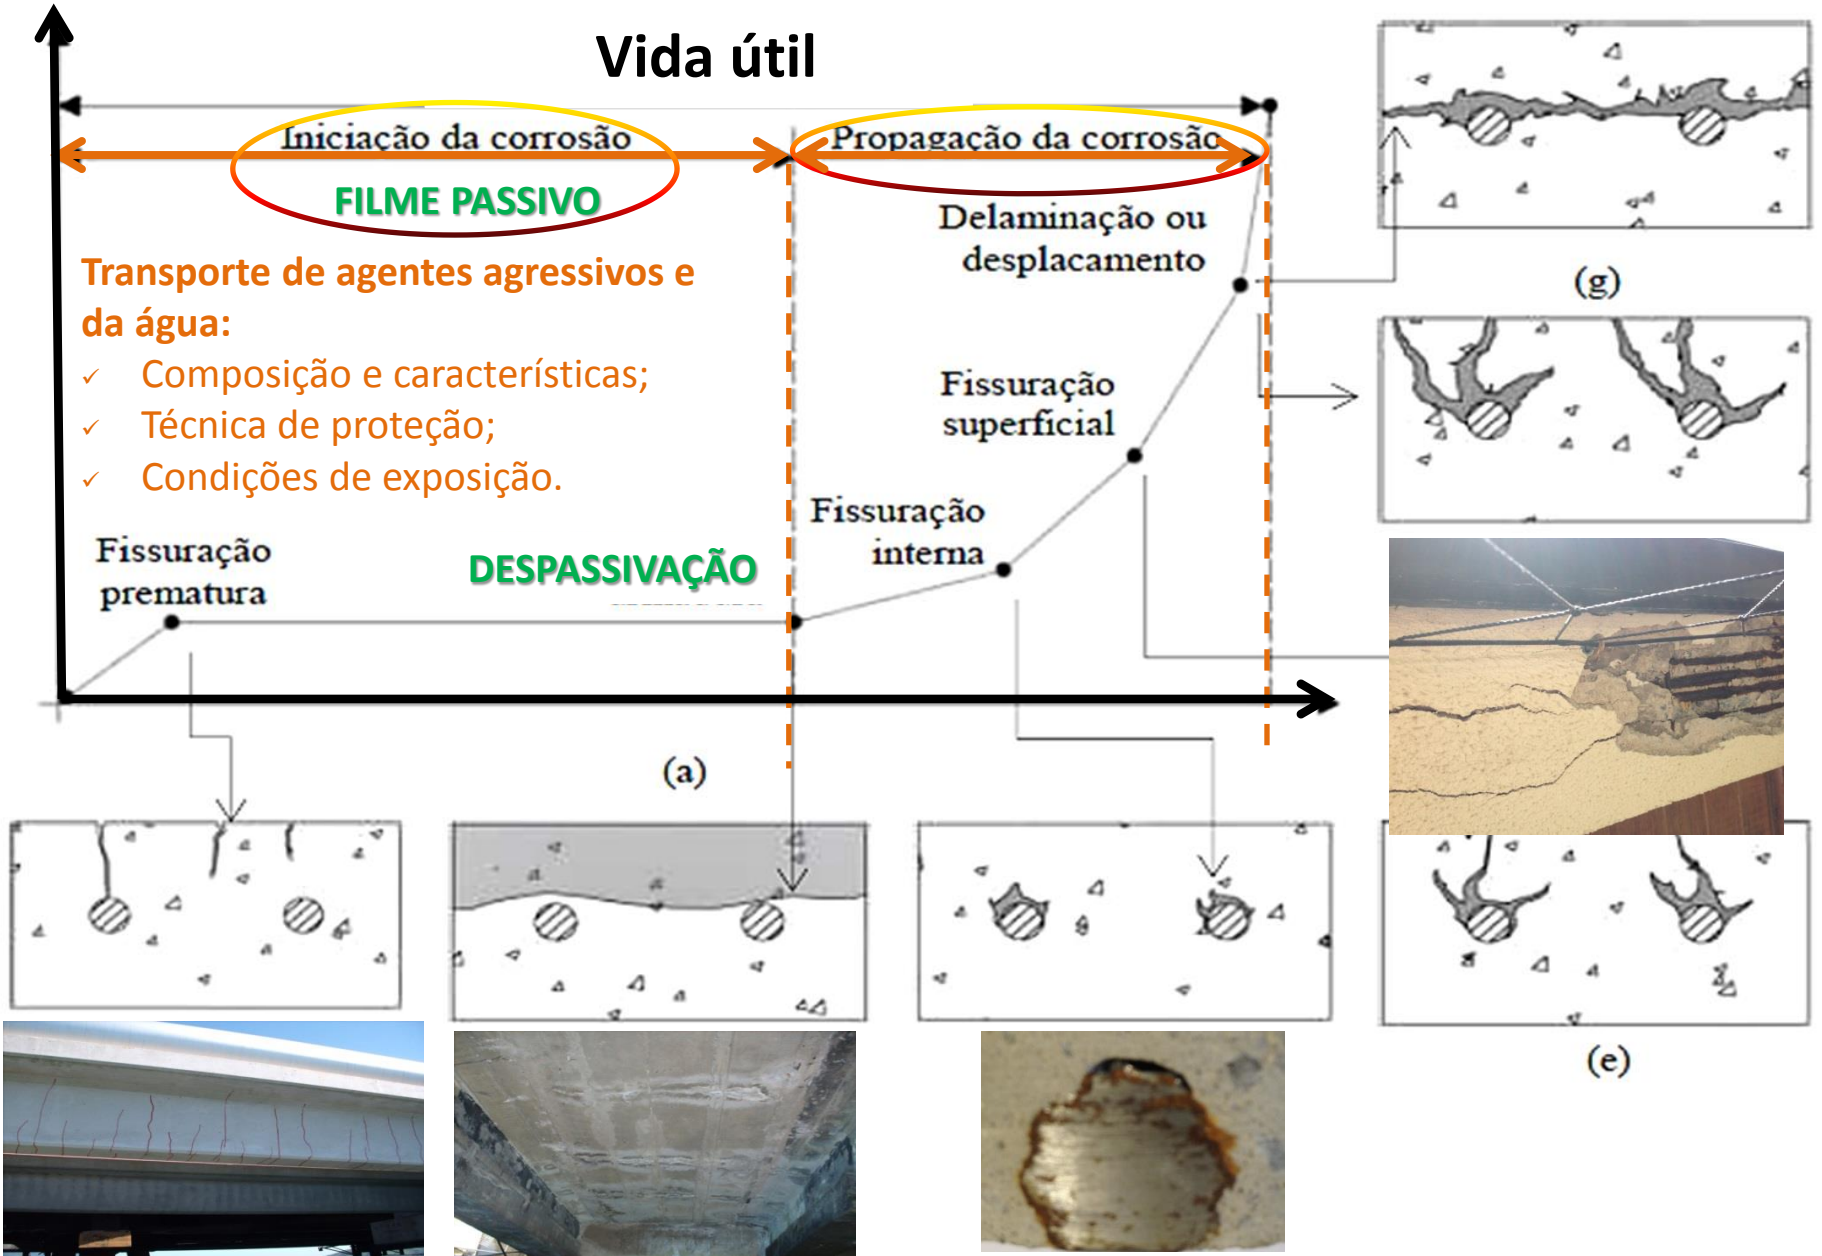 Vida útil
Iniciação da corrosão
Propagação da corrosão
FILME PASSIVO
Transporte de agentes agressivos e
da água:
✓ Composição e características;
✓ Técnica de proteção;
✓ Condições de exposição.
Delaminação ou
desplacamento
Fissuração
superficial
Fissuração
interna
DESPASSIVAÇÃO
Fissuração
prematura
(a)
(g)
(e)